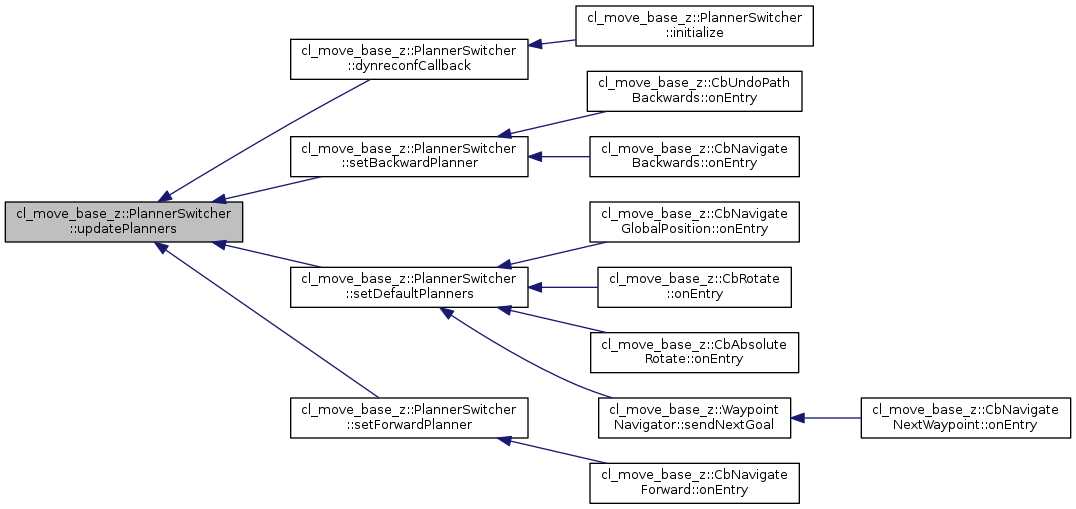 cl_move_base_z::PlannerSwitcher
::updatePlanners
cl_move_base_z::PlannerSwitcher
::dynreconfCallback
cl_move_base_z::PlannerSwitcher
::initialize
cl_move_base_z::PlannerSwitcher
::setBackwardPlanner
cl_move_base_z::CbUndoPath
Backwards::onEntry
cl_move_base_z::CbNavigate
Backwards::onEntry
cl_move_base_z::PlannerSwitcher
::setDefaultPlanners
cl_move_base_z::CbNavigate
GlobalPosition::onEntry
cl_move_base_z::CbRotate
::onEntry
cl_move_base_z::CbAbsolute
Rotate::onEntry
cl_move_base_z::Waypoint
Navigator::sendNextGoal
cl_move_base_z::CbNavigate
NextWaypoint::onEntry
cl_move_base_z::PlannerSwitcher
::setForwardPlanner
cl_move_base_z::CbNavigate
Forward::onEntry